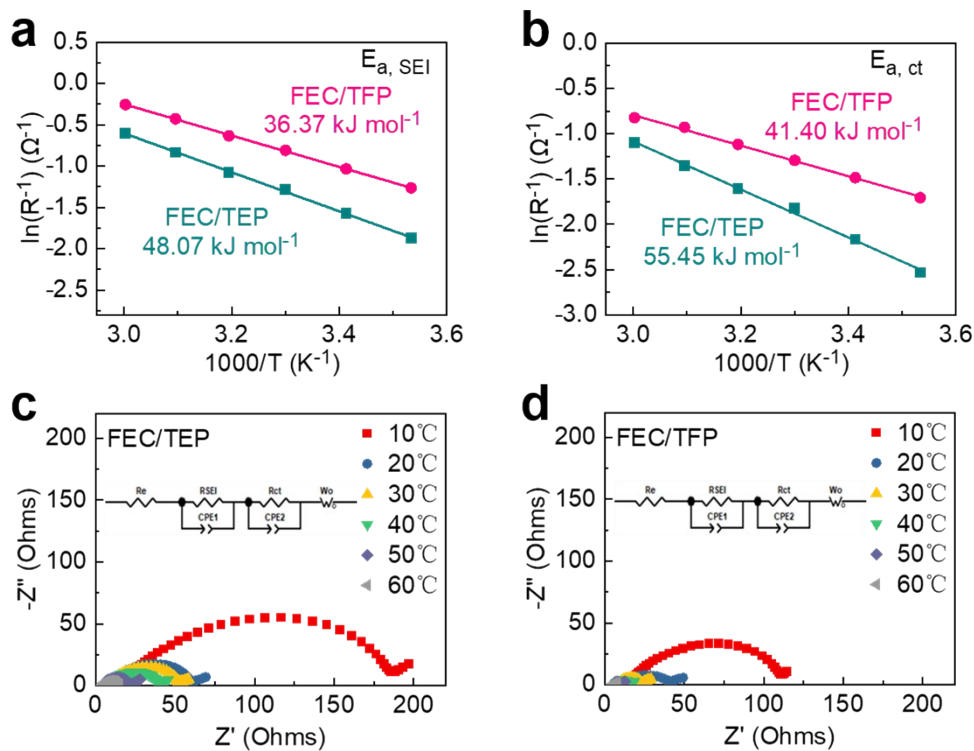 a
E_a, SEI
FEC/TFP
36.37 kJ mol⁻¹
FEC/TEP
48.07 kJ mol⁻¹
ln(R⁻¹) (Ω⁻¹)
0.5
0.0
-0.5
-1.0
-1.5
-2.0
-2.5
3.0 3.2 3.4 3.6
1000/T (K⁻¹)
b
E_a, ct
FEC/TFP
41.40 kJ mol⁻¹
FEC/TEP
55.45 kJ mol⁻¹
ln(R⁻¹) (Ω⁻¹)
0.0
-0.5
-1.0
-1.5
-2.0
-2.5
-3.0
3.0 3.2 3.4 3.6
1000/T (K⁻¹)
c
FEC/TEP
10℃
20℃
30℃
40℃
50℃
60℃
Re RSEI Rct Wo
CPE1 CPE2
-Z'' (Ohms)
200
150
100
50
0
0 50 100 150 200
Z' (Ohms)
d
FEC/TFP
10℃
20℃
30℃
40℃
50℃
60℃
Re RSEI Rct Wo
CPE1 CPE2
-Z'' (Ohms)
200
150
100
50
0
0 50 100 150 200
Z' (Ohms)